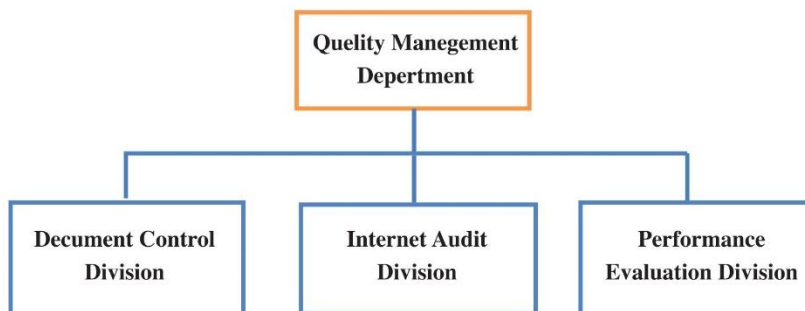 Quelity Manegement
Depertment
Decument Control
Division
Internet Audit
Division
Performance
Evaluation Division